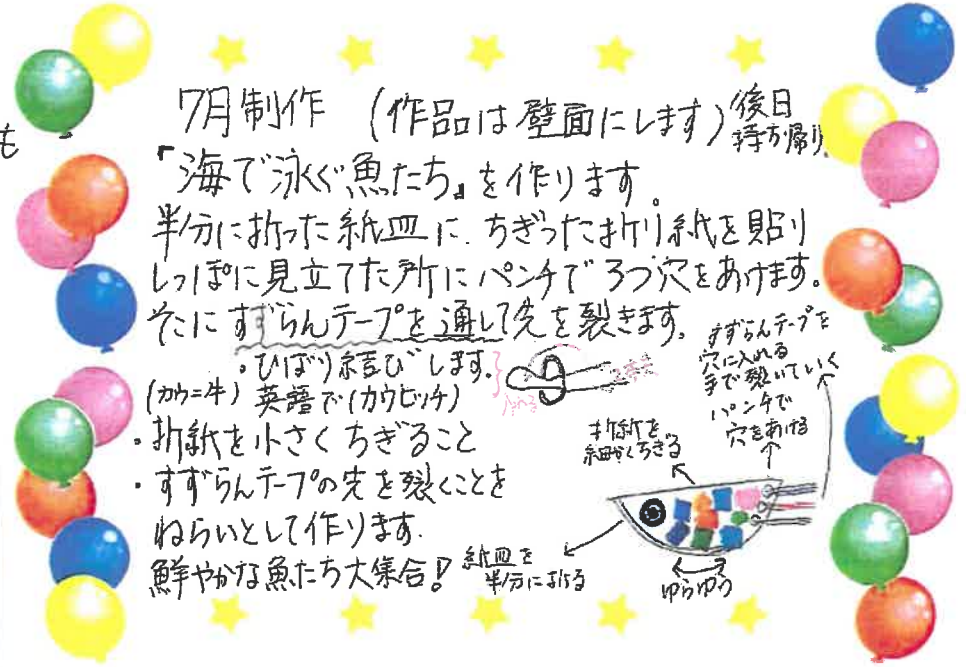 も
7月制作 (作品は壁面にします)後日持ち帰り
『海で泳ぐ魚たち』を作ります。
半分に折った紙皿に、ちぎった折り紙を貼り
しっぽに見立てた所にパンチで3つ穴をあけます。
そこにすずらんテープを通して先を裂きます。
・ひばり結びします。
(カウ=牛) 英語で(カウヒッチ)
・折紙を小さくちぎること
・すずらんテープの先を裂くことを
ねらいとして作ります。
鮮やかな魚たち大集合!
すずらんテープを
穴に入れる
手で裂いていく
パンチで
穴をあける
折紙を
細かくちぎる
紙皿を
半分に折る
ゆらゆら